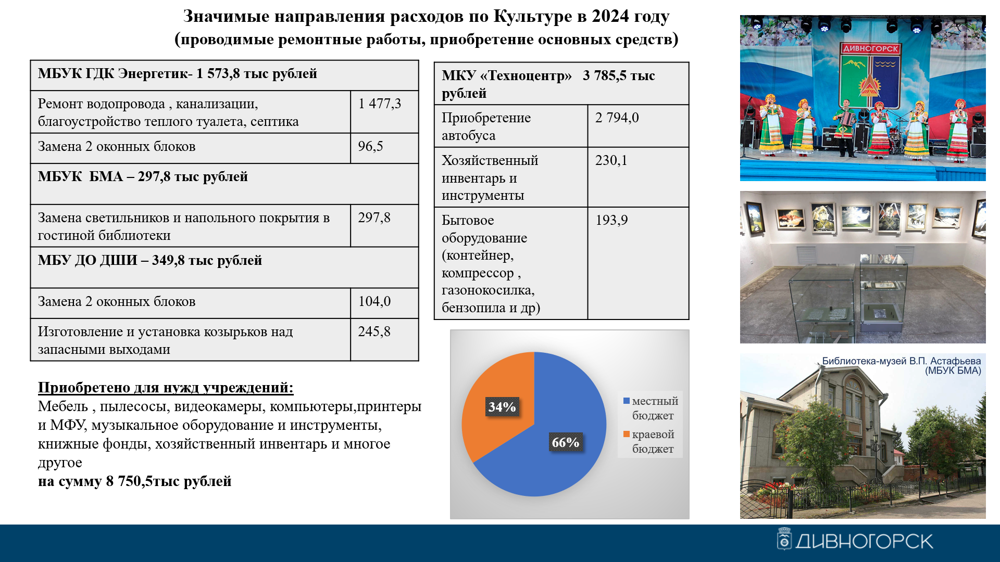 Значимые направления расходов по Культуре в 2024 году
(проводимые ремонтные работы, приобретение основных средств)
МБУК ГДК Энергетик- 1 573,8 тыс рублей
Ремонт водопровода , канализации,
благоустройство теплого туалета, септика
1 477,3
Замена 2 оконных блоков
96,5
МБУК  БМА – 297,8 тыс рублей
Замена светильников и напольного покрытия в
гостиной библиотеки
297,8
МБУ ДО ДШИ – 349,8 тыс рублей
Замена 2 оконных блоков
104,0
Изготовление и установка козырьков над
запасными выходами
245,8
Приобретено для нужд учреждений:
Мебель , пылесосы, видеокамеры, компьютеры,принтеры
и МФУ, музыкальное оборудование и инструменты,
книжные фонды, хозяйственный инвентарь и многое
другое
на сумму 8 750,5тыс рублей
МКУ «Техноцентр»   3 785,5 тыс
рублей
Приобретение
автобуса
2 794,0
Хозяйственный
инвентарь и
инструменты
230,1
Бытовое
оборудование
(контейнер,
компрессор ,
газонокосилка,
бензопила и др)
193,9
34%
66%
местный
бюджет
краевой
бюджет
ДИВНОГОРСК
Библиотека-музей В.П. Астафьева
(МБУК БМА)
ДИВНОГОРСК